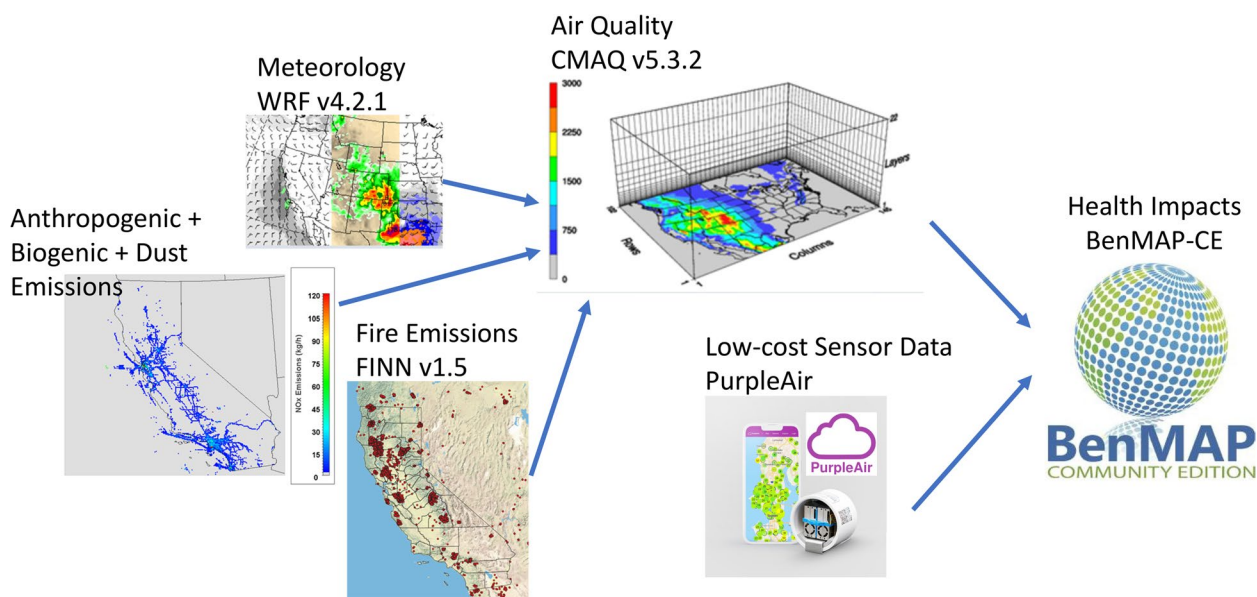 Air Quality
CMAQ v5.3.2
Meteorology
WRF v4.2.1
3000
2250
1500
750
0
22
Layers
Rows
Columns
Anthropogenic +
Biogenic + Dust
Emissions
NOx Emissions (kg/h)
120
105
90
75
60
45
30
15
0
Fire Emissions
FINN v1.5
Low-cost Sensor Data
PurpleAir
PurpleAir
Health Impacts
BenMAP-CE
BenMAP
COMMUNITY EDITION